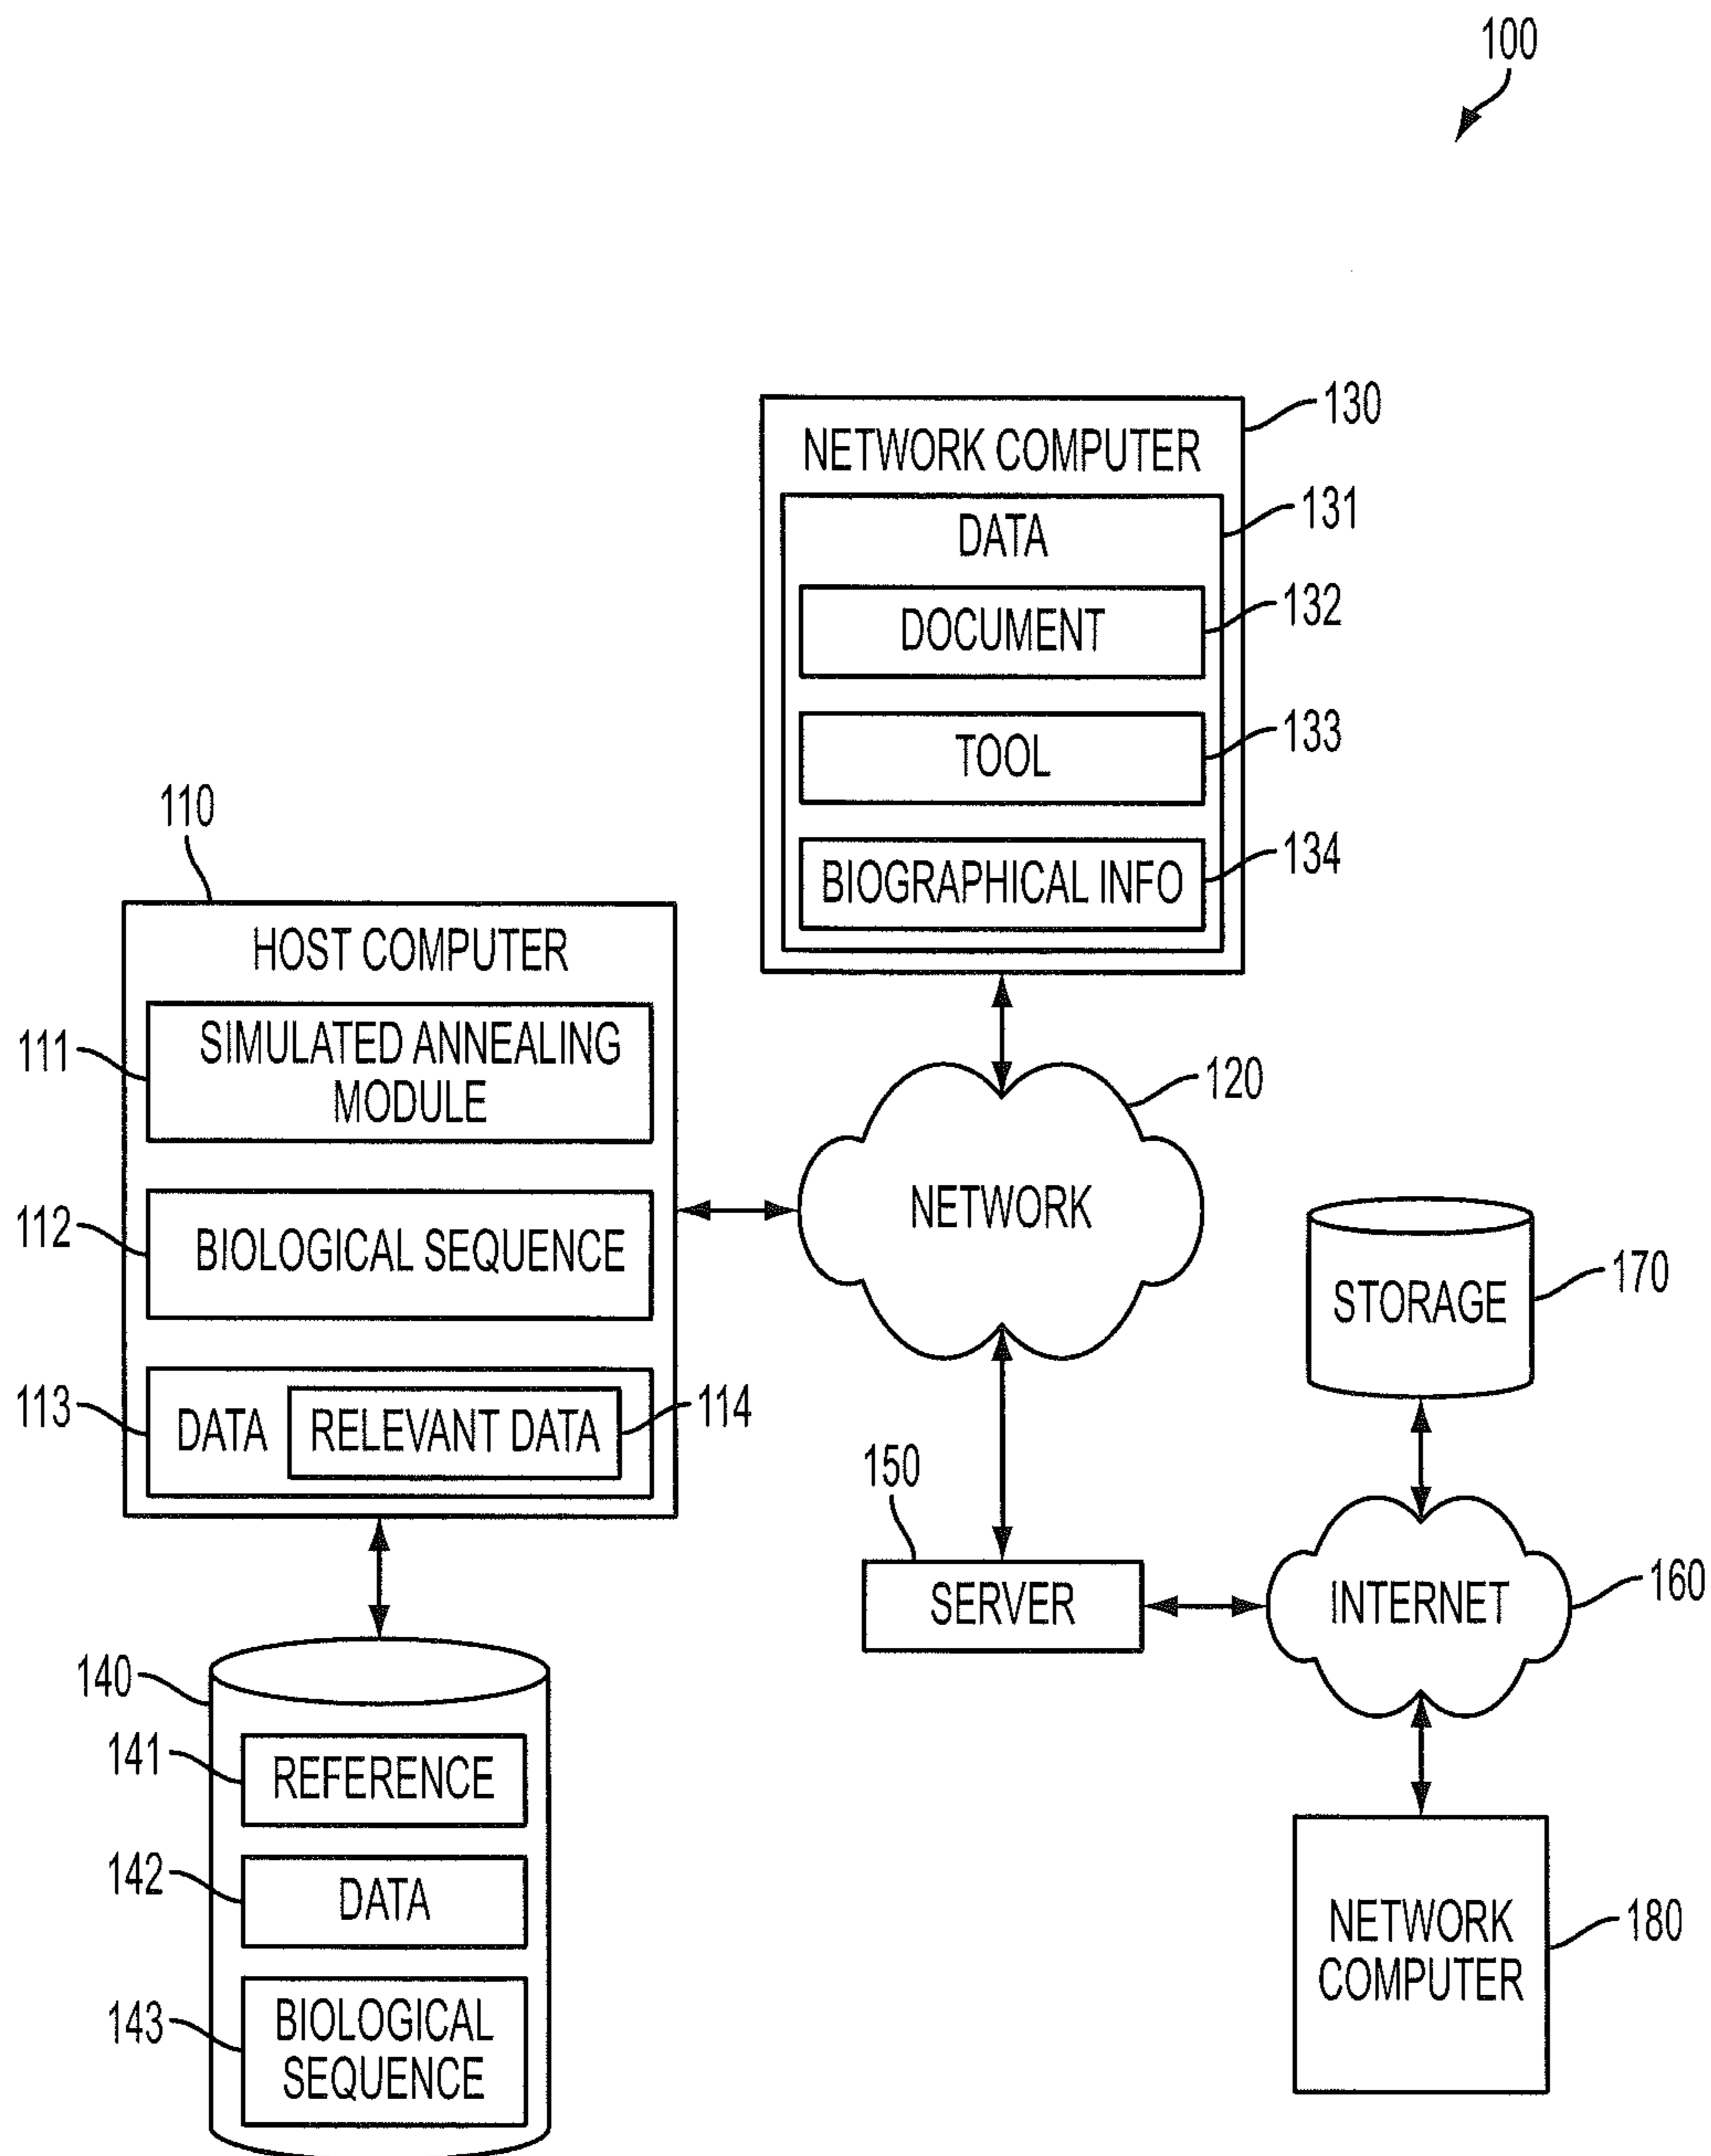 100
130
NETWORK COMPUTER
131
DATA
132
DOCUMENT
133
TOOL
134
BIOGRAPHICAL INFO
110
HOST COMPUTER
111
SIMULATED ANNEALING
MODULE
112
BIOLOGICAL SEQUENCE
113
DATA
RELEVANT DATA
114
120
NETWORK
170
STORAGE
150
SERVER
160
INTERNET
140
141
REFERENCE
142
DATA
143
BIOLOGICAL
SEQUENCE
180
NETWORK
COMPUTER